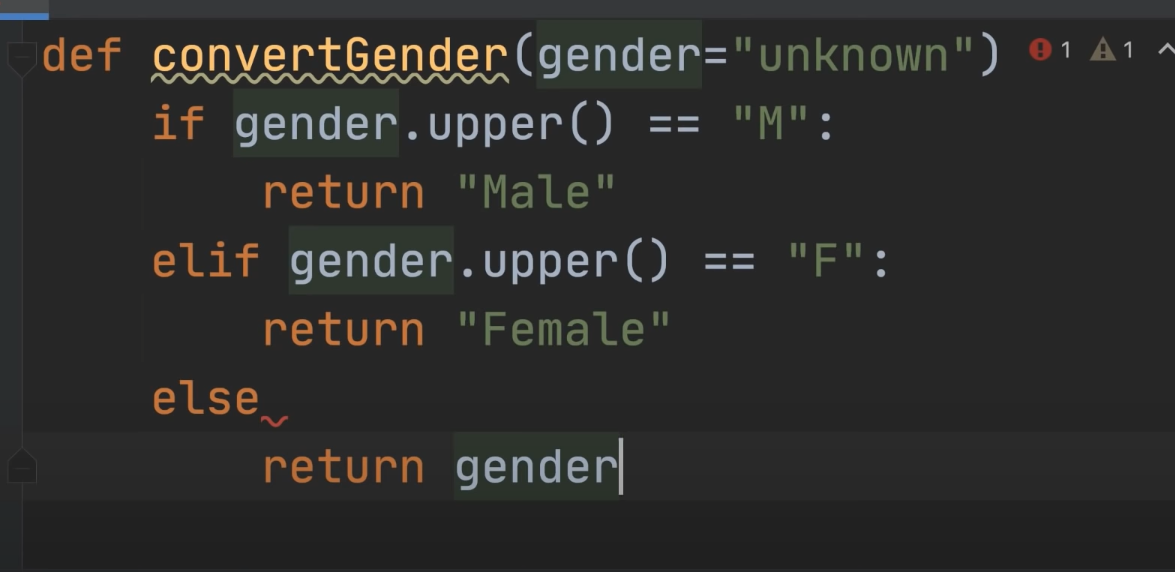 def convertGender(gender="unknown") 1 1
    if gender.upper() == "M":
        return "Male"
    elif gender.upper() == "F":
        return "Female"
    else
        return gender